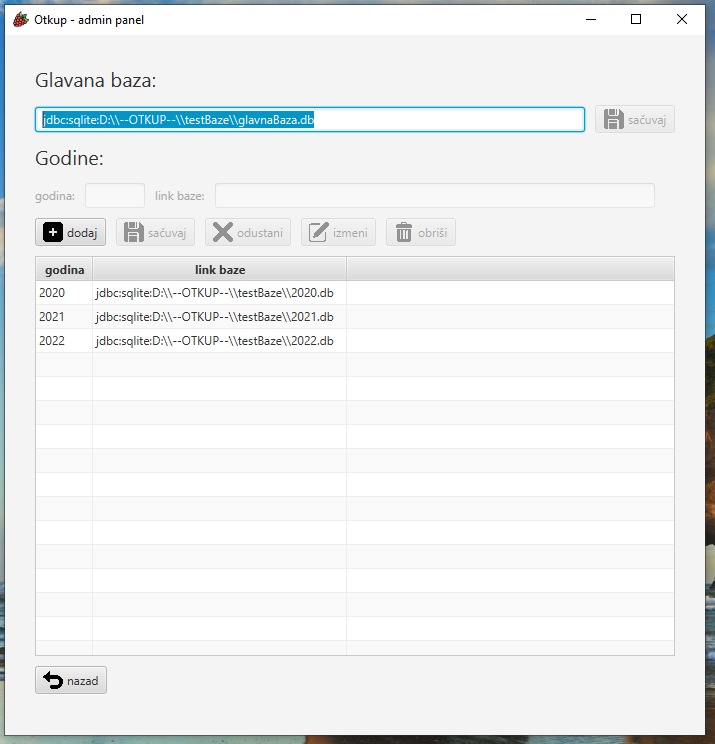 Otkup - admin panel
Glavana baza:
jdbc:sqlite:D:\\--OTKUP--\\testBaze\\glavnaBaza.db sačuvaj
Godine:
godina: link baze:
dodaj sačuvaj odustani izmeni obriši
godina link baze
2020 jdbc:sqlite:D:\\--OTKUP--\\testBaze\\2020.db
2021 jdbc:sqlite:D:\\--OTKUP--\\testBaze\\2021.db
2022 jdbc:sqlite:D:\\--OTKUP--\\testBaze\\2022.db
nazad